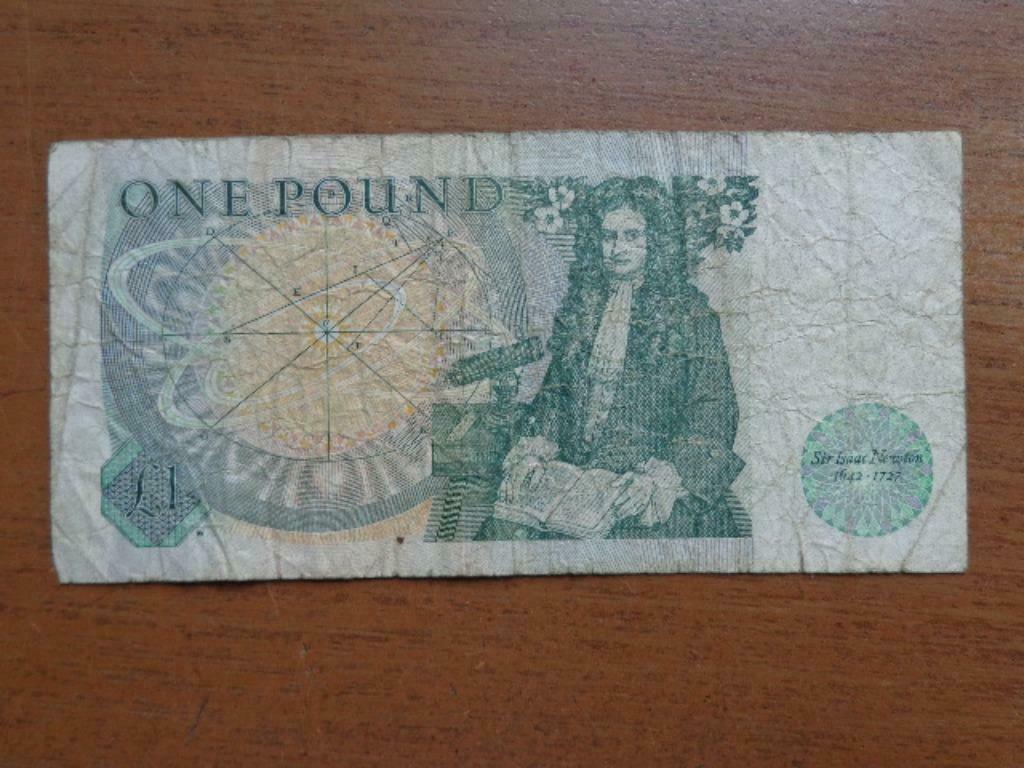 ONE POUND
£1
Sir Isaac Newton
1642-1727